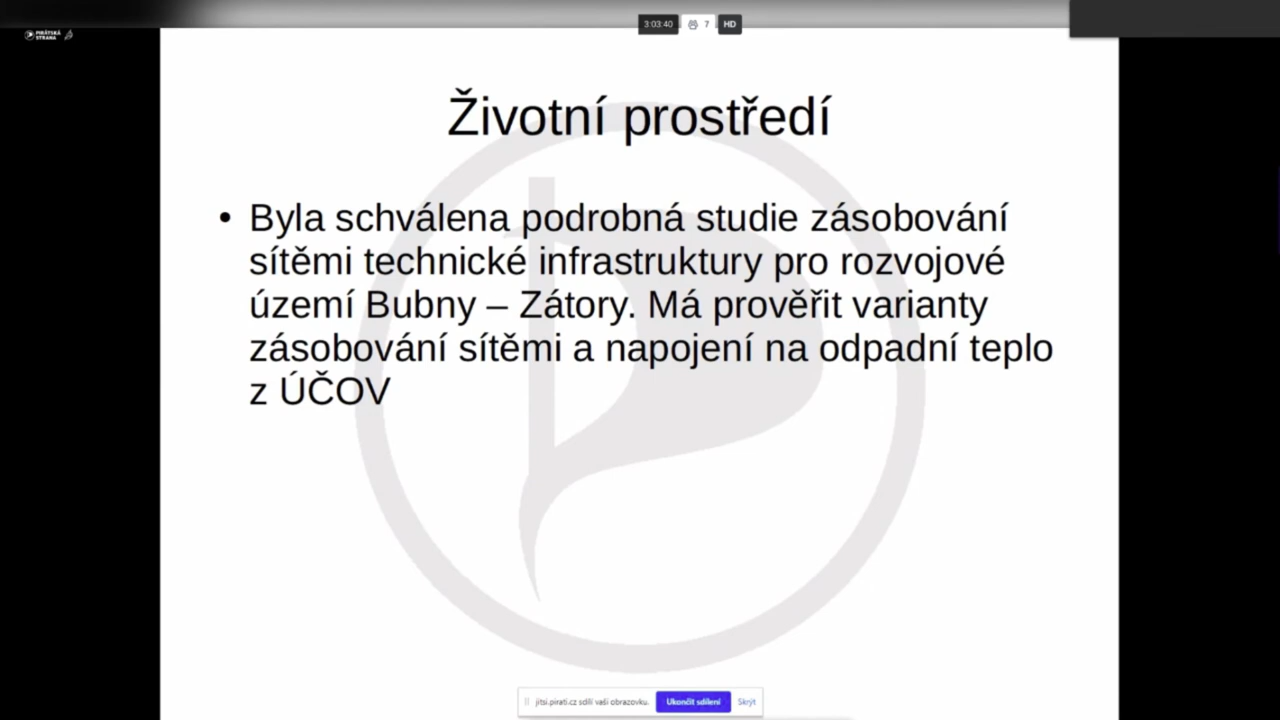 3:03:40
7
HD
PIRÁTSKÁ
STRANA
Životní prostředí
• Byla schválena podrobná studie zásobování
sítěmi technické infrastruktury pro rozvojové
území Bubny – Zátory. Má prověřit varianty
zásobování sítěmi a napojení na odpadní teplo
z ÚČOV
jitsi.pirati.cz sdílí vaši obrazovku.
Ukončit sdílení
Skrýt